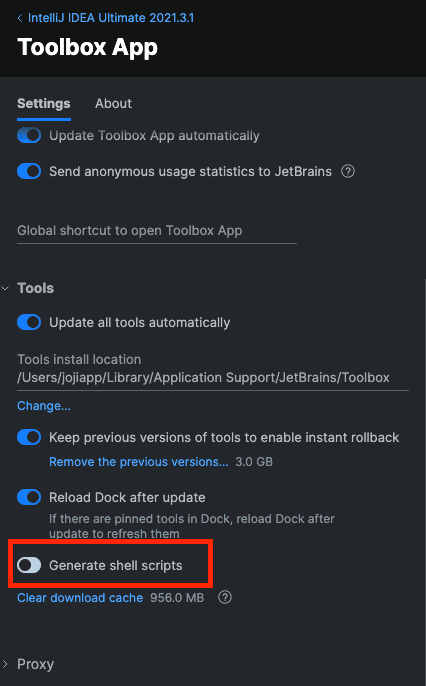 IntelliJ IDEA Ultimate 2021.3.1
Toolbox App
Settings About
Update Toolbox App automatically
Send anonymous usage statistics to JetBrains ?
Global shortcut to open Toolbox App
Tools
Update all tools automatically
Tools install location
/Users/jojiapp/Library/Application Support/JetBrains/Toolbox
Change...
Keep previous versions of tools to enable instant rollback
Remove the previous versions... 3.0 GB
Reload Dock after update
If there are pinned tools in Dock, reload Dock after
update to refresh them
Generate shell scripts
Clear download cache 956.0 MB ?
Proxy